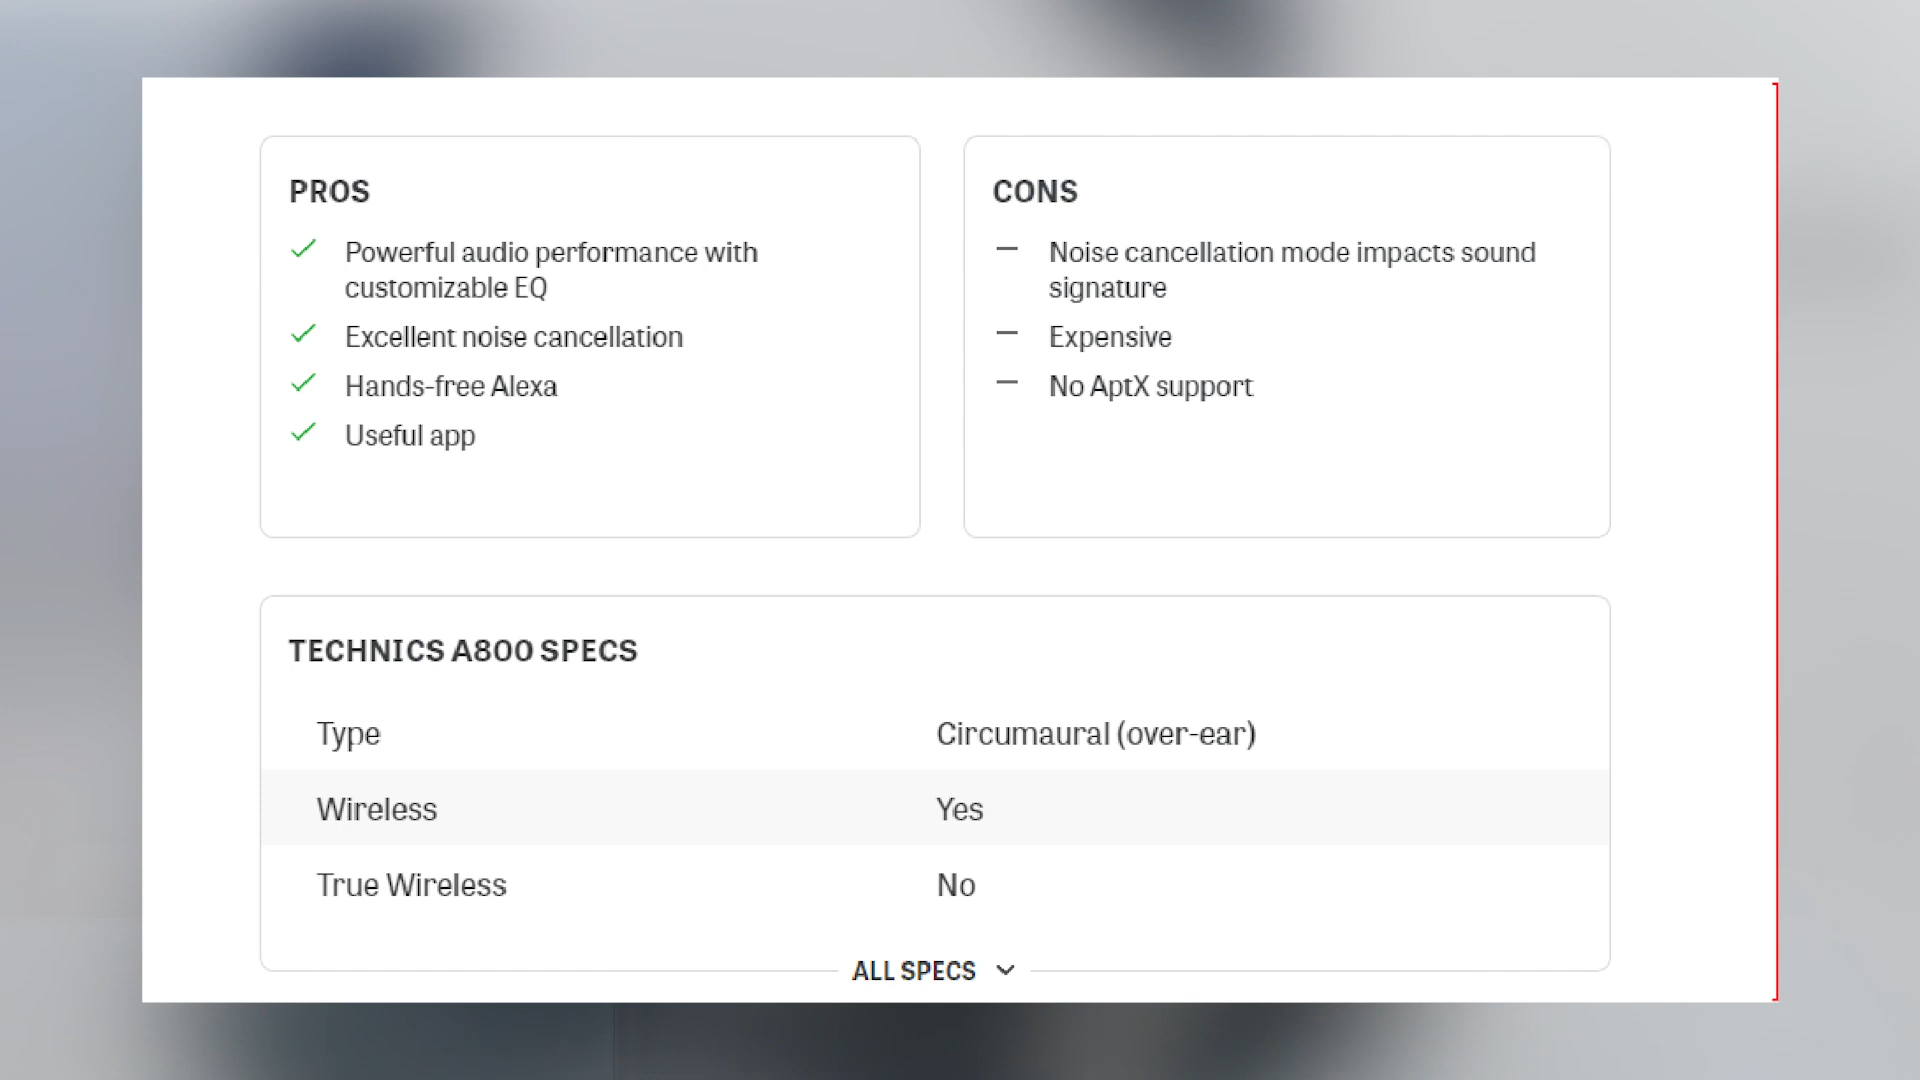 PROS
Powerful audio performance with
customizable EQ
Excellent noise cancellation
Hands-free Alexa
Useful app
CONS
Noise cancellation mode impacts sound
signature
Expensive
No AptX support
TECHNICS A800 SPECS
Type Circumaural (over-ear)
Wireless Yes
True Wireless No
ALL SPECS